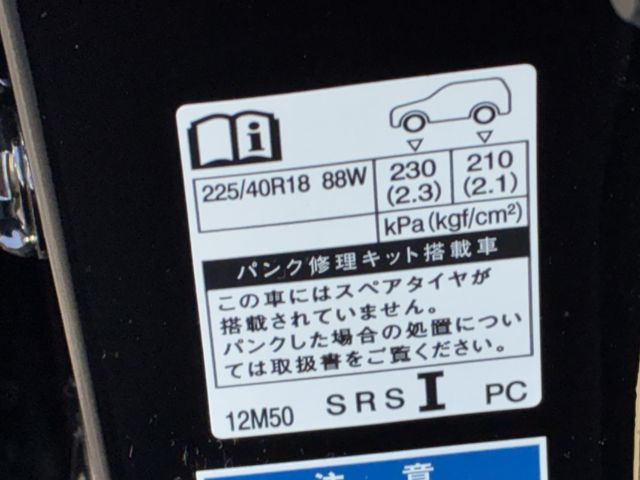 225/40R18 88W 230 210
(2.3) (2.1)
kPa(kgf/cm²)
パンク修理キット搭載車
この車にはスペアタイヤが
搭載されていません。
パンクした場合の処置につい
ては取扱書をご覧ください。
12M50 SRS I PC
注意